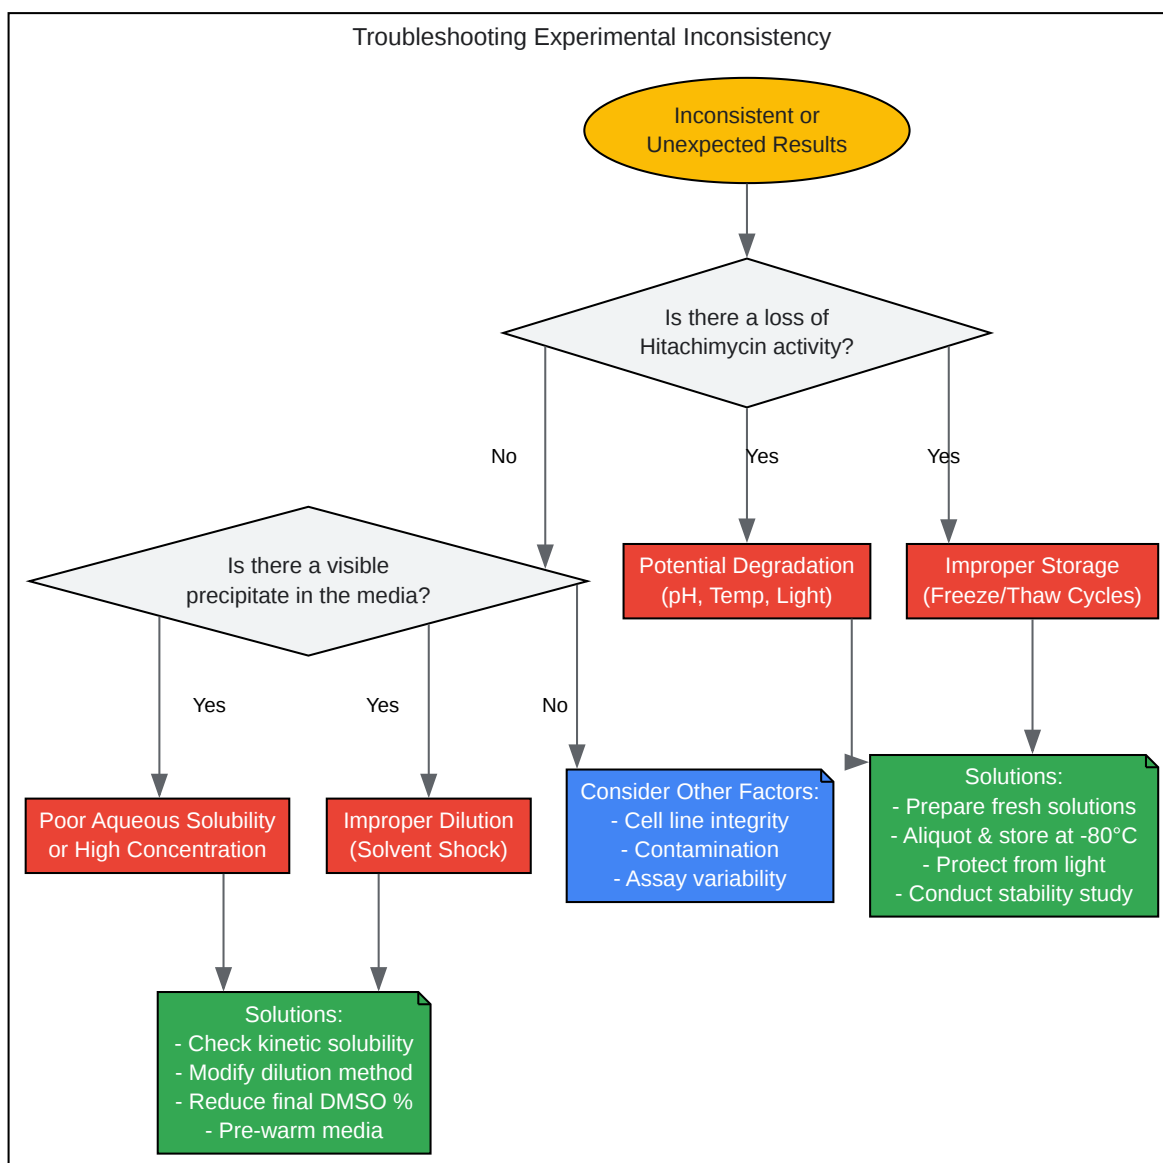 Troubleshooting Experimental Inconsistency
Inconsistent or
Unexpected Results
Is there a loss of
Hitachimycin activity?
No
Yes
Yes
Is there a visible
precipitate in the media?
Potential Degradation
(pH, Temp, Light)
Improper Storage
(Freeze/Thaw Cycles)
Yes
Yes
No
Poor Aqueous Solubility
or High Concentration
Improper Dilution
(Solvent Shock)
Consider Other Factors:
- Cell line integrity
- Contamination
- Assay variability
Solutions:
- Prepare fresh solutions
- Aliquot & store at -80°C
- Protect from light
- Conduct stability study
Solutions:
- Check kinetic solubility
- Modify dilution method
- Reduce final DMSO %
- Pre-warm media